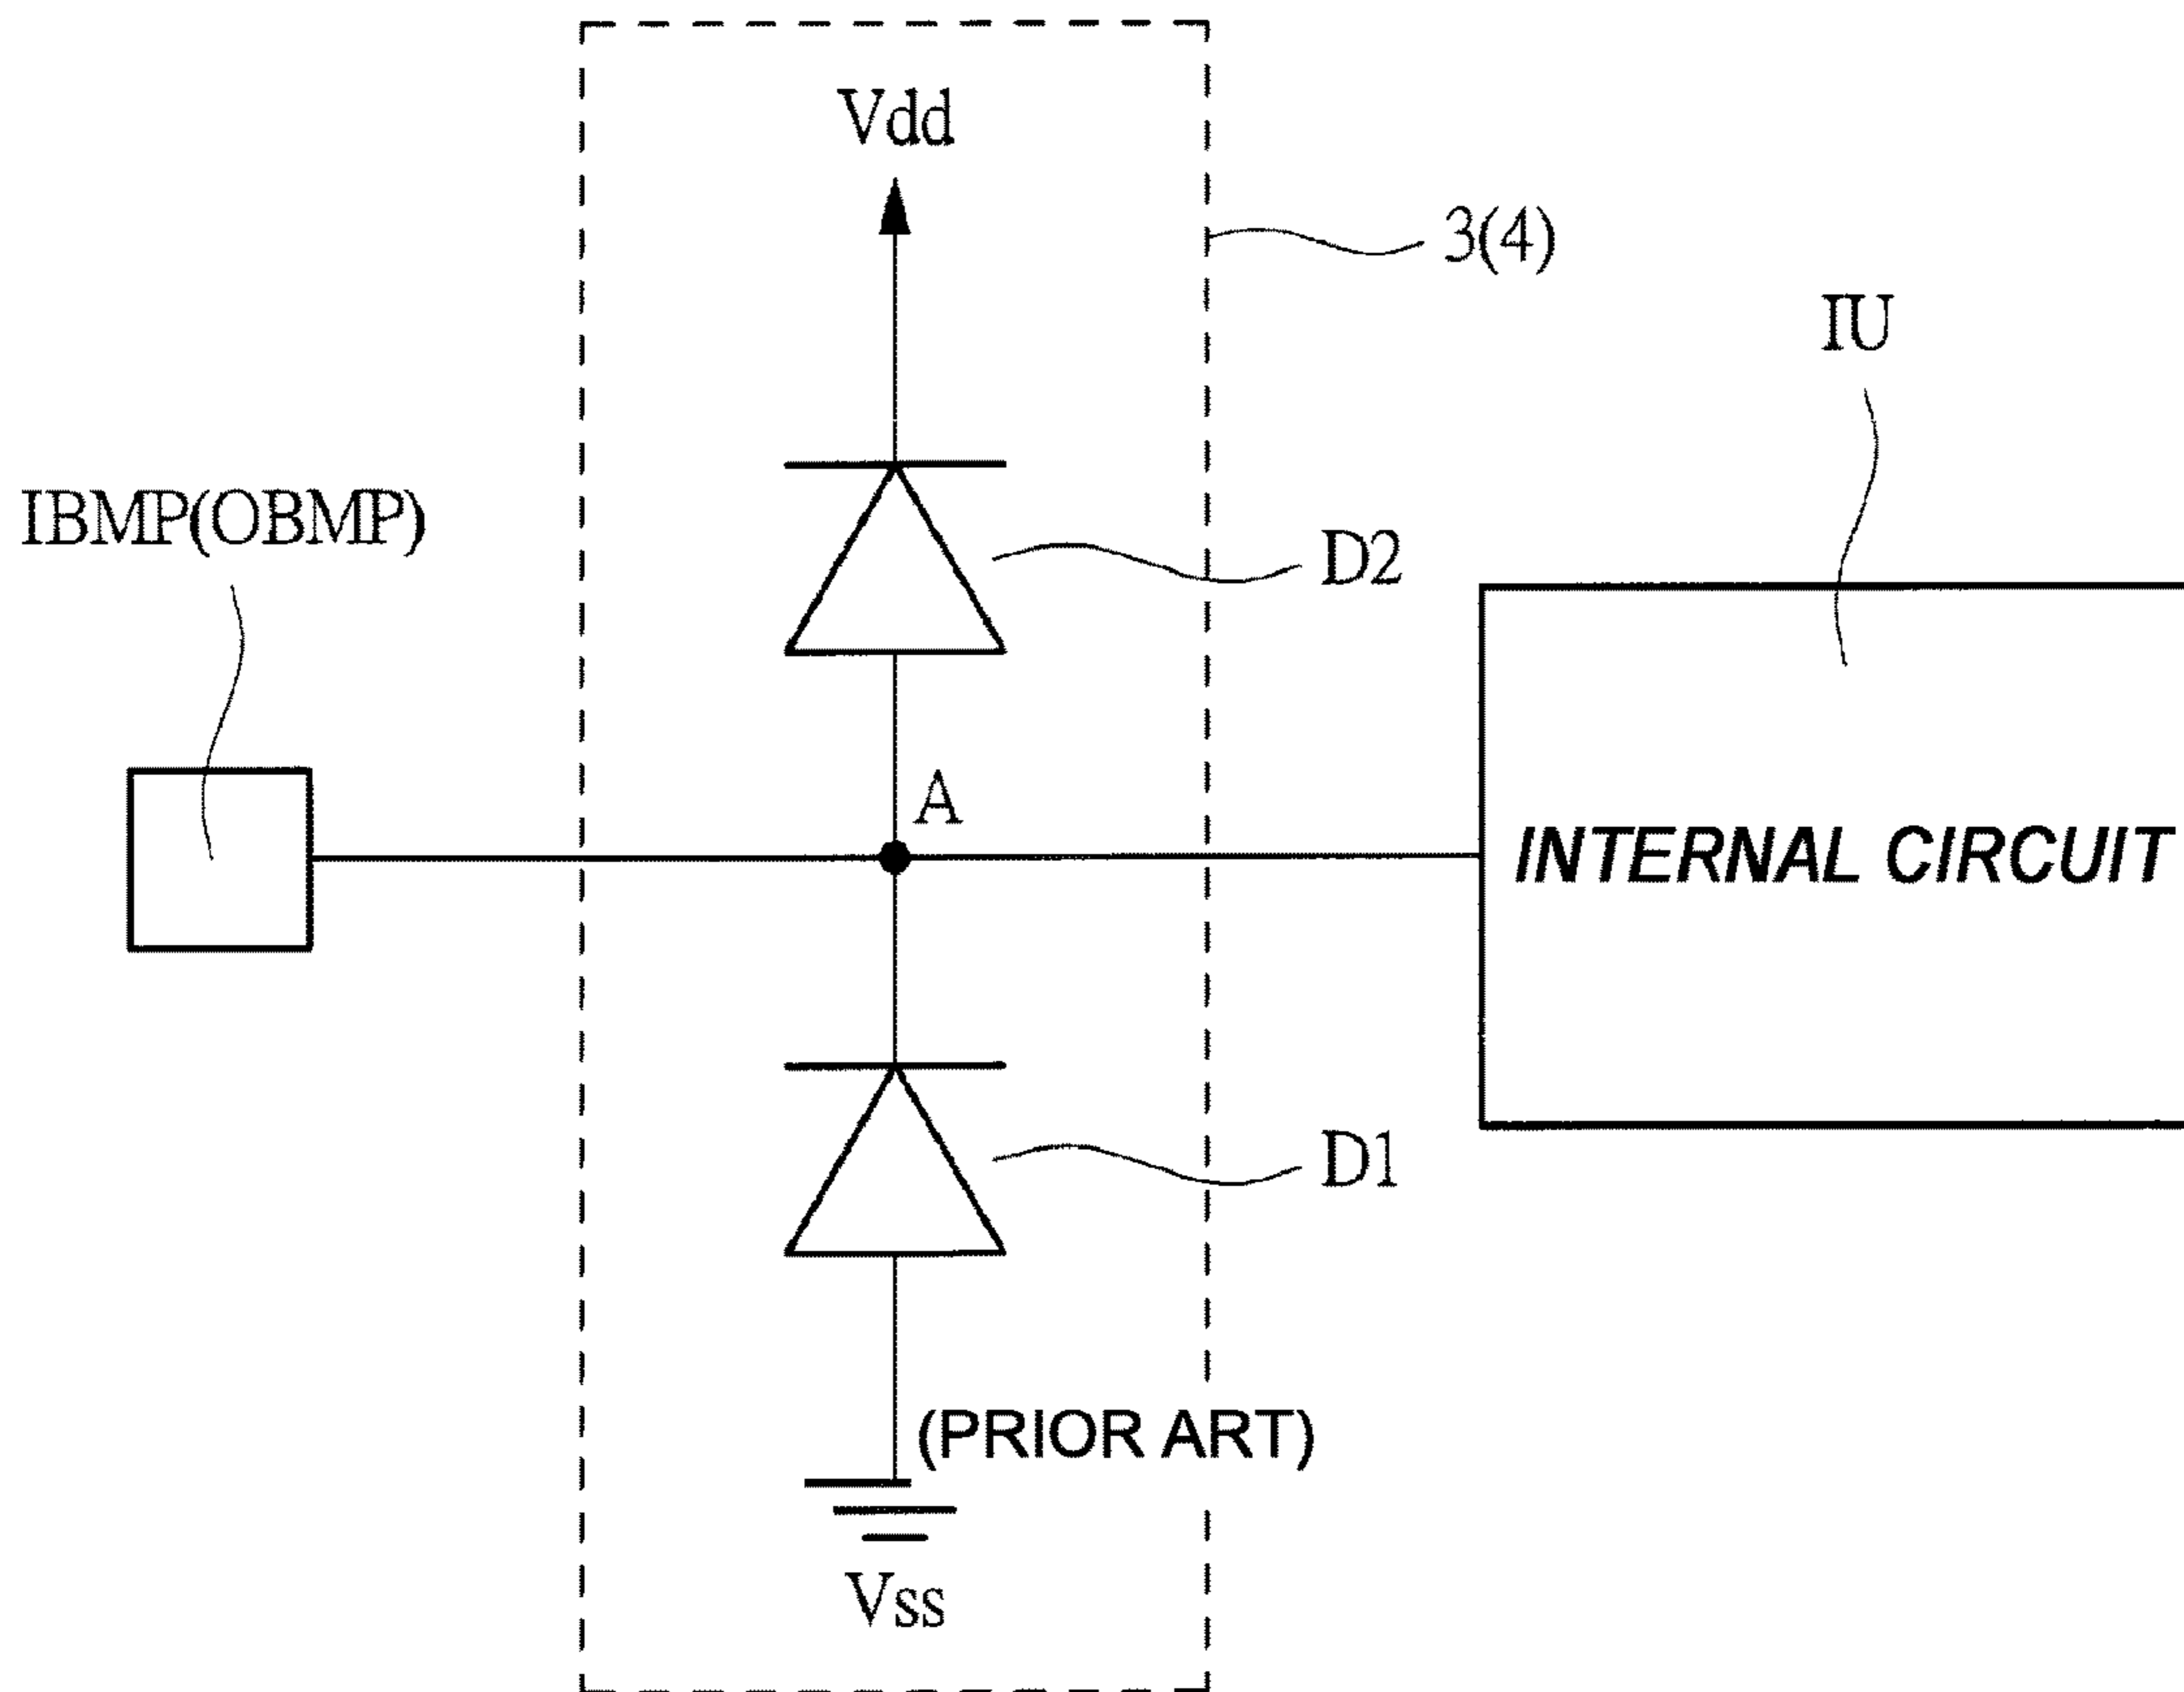 Vdd
3(4)
IU
IBMP(OBMP)
D2
A
INTERNAL CIRCUIT
D1
(PRIOR ART)
Vss